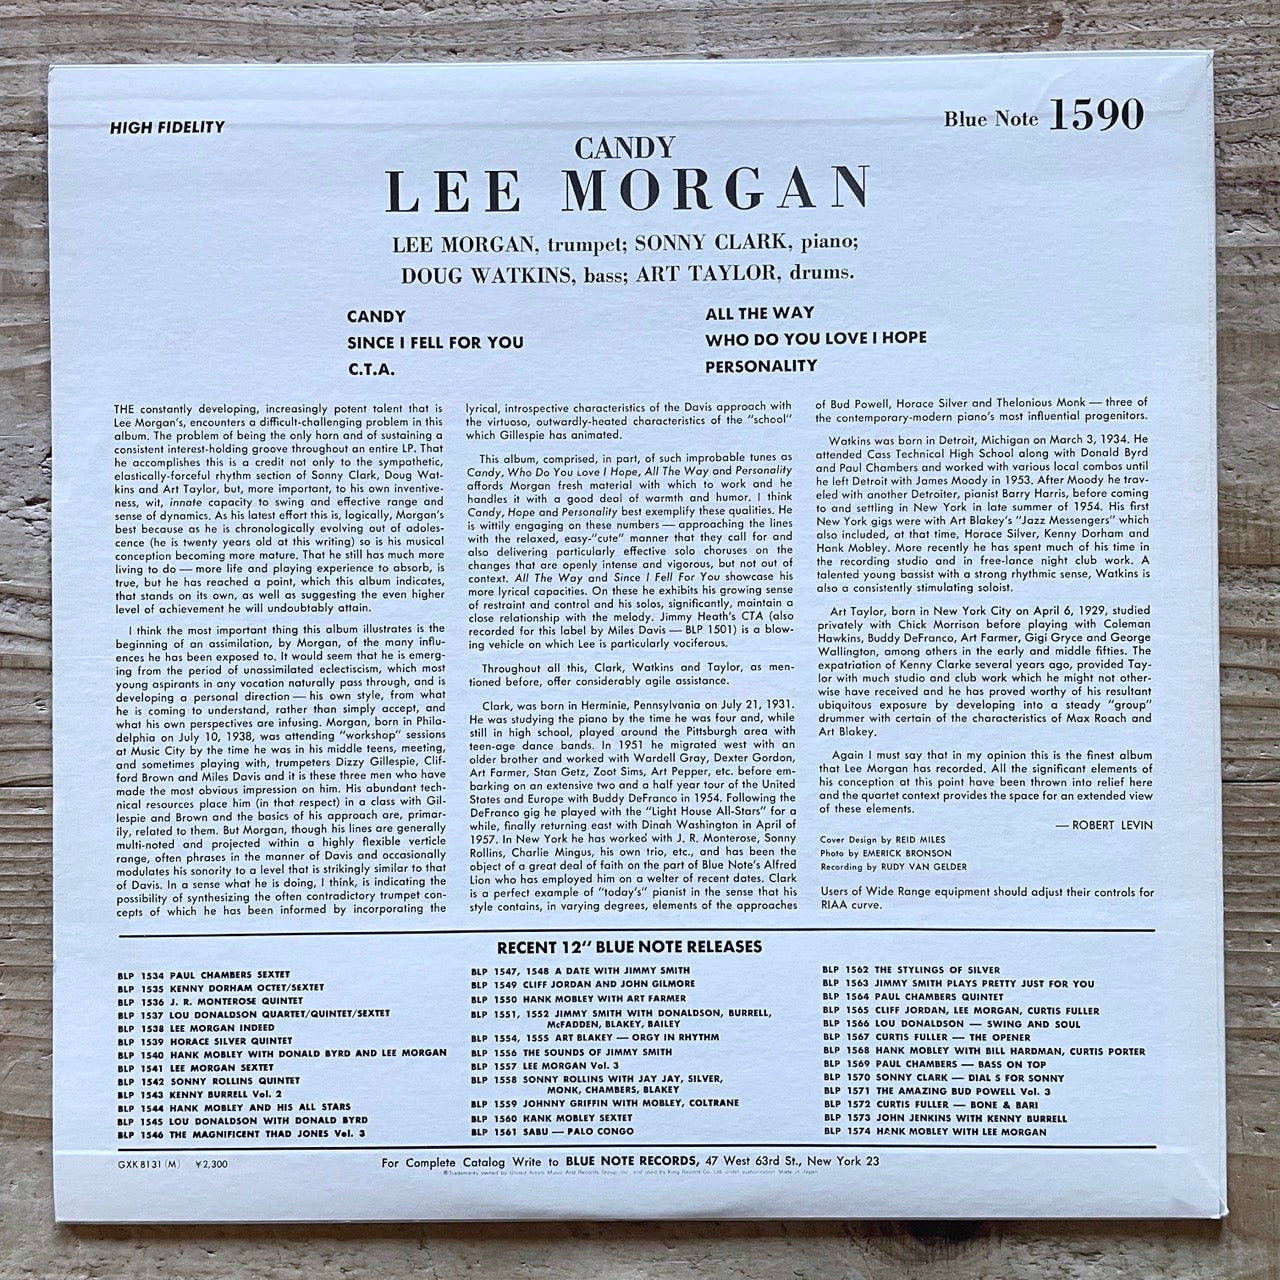 HIGH FIDELITY
Blue Note 1590
CANDY
LEE MORGAN
LEE MORGAN, trumpet; SONNY CLARK, piano;
DOUG WATKINS, bass; ART TAYLOR, drums.
CANDY
SINCE I FELL FOR YOU
C.T.A.
ALL THE WAY
WHO DO YOU LOVE I HOPE
PERSONALITY
THE constantly developing, increasingly potent talent that is
Lee Morgan's, encounters a difficult-challenging problem in this
album. The problem of being the only horn and of sustaining a
consistent interest-holding groove throughout an entire LP. That
he accomplishes this is a credit not only to the sympathetic,
elastically-forceful rhythm section of Sonny Clark, Doug Wat-
kins and Art Taylor, but, more important, to his own inventive-
ness, wit, innate capacity to swing and effective range and
sense of dynamics. As his latest effort this is, logically, Morgan's
best because as he is chronologically evolving out of adoles-
cence (he is twenty years old at this writing) so is his musical
conception becoming more mature. That he still has much more
living to do — more life and playing experience to absorb, is
true, but he has reached a point, which this album indicates,
that stands on its own, as well as suggesting the even higher
level of achievement he will undoubtably attain.
I think the most important thing this album illustrates is the
beginning of an assimilation, by Morgan, of the many influ-
ences he has been exposed to. It would seem that he is emerg-
ing from the period of unassimilated eclectiscism, which most
young aspirants in any vocation naturally pass through, and is
developing a personal direction — his own style, from what
he is coming to understand, rather than simply accept, and
what his own perspectives are infusing. Morgan, born in Phila-
delphia on July 10, 1938, was attending "workshop" sessions
at Music City by the time he was in his middle teens, meeting,
and sometimes playing with, trumpeters Dizzy Gillespie, Clif-
ford Brown and Miles Davis and it is these three men who have
made the most obvious impression on him. His abundant tech-
nical resources place him (in that respect) in a class with Gil-
lespie and Brown and the basics of his approach are, primar-
ily, related to them. But Morgan, though his lines are generally
multi-noted and projected within a highly flexible verticle
range, often phrases in the manner of Davis and occasionally
modulates his sonority to a level that is strikingly similar to that
of Davis. In a sense what he is doing, I think, is indicating the
possibility of synthesizing the often contradictory trumpet con-
cepts of which he has been informed by incorporating the
lyrical, introspective characteristics of the Davis approach with
the virtuoso, outwardly-heated characteristics of the "school"
which Gillespie has animated.
This album, comprised, in part, of such improbable tunes as
Candy, Who Do You Love I Hope, All The Way and Personality
affords Morgan fresh material with which to work and he
handles it with a good deal of warmth and humor. I think
Candy, Hope and Personality best exemplify these qualities. He
is wittily engaging on these numbers — approaching the lines
with the relaxed, easy-"cute" manner that they call for and
also delivering particularly effective solo choruses on the
changes that are openly intense and vigorous, but not out of
context. All The Way and Since I Fell For You showcase his
more lyrical capacities. On these he exhibits his growing sense
of restraint and control and his solos, significantly, maintain a
close relationship with the melody. Jimmy Heath's CTA (also
recorded for this label by Miles Davis — BLP 1501) is a blow-
ing vehicle on which Lee is particularly vociferous.
Throughout all this, Clark, Watkins and Taylor, as men-
tioned before, offer considerably agile assistance.
Clark, was born in Herminie, Pennsylvania on July 21, 1931.
He was studying the piano by the time he was four and, while
still in high school, played around the Pittsburgh area with
teen-age dance bands. In 1951 he migrated west with an
older brother and worked with Wardell Gray, Dexter Gordon,
Art Farmer, Stan Getz, Zoot Sims, Art Pepper, etc. before em-
barking on an extensive two and a half year tour of the United
States and Europe with Buddy DeFranco in 1954. Following the
DeFranco gig he played with the "Light House All-Stars" for a
while, finally returning east with Dinah Washington in April of
1957. In New York he has worked with J. R. Monterose, Sonny
Rollins, Charlie Mingus, his own trio, etc., and has been the
object of a great deal of faith on the part of Blue Note's Alfred
Lion who has employed him on a welter of recent dates. Clark
is a perfect example of "today's" pianist in the sense that his
style contains, in varying degrees, elements of the approaches
of Bud Powell, Horace Silver and Thelonious Monk — three of
the contemporary-modern piano's most influential progenitors.
Watkins was born in Detroit, Michigan on March 3, 1934. He
attended Cass Technical High School along with Donald Byrd
and Paul Chambers and worked with various local combos until
he left Detroit with James Moody in 1953. After Moody he trav-
eled with another Detroiter, pianist Barry Harris, before coming
to and settling in New York in late summer of 1954. His first
New York gigs were with Art Blakey's "Jazz Messengers" which
also included, at that time, Horace Silver, Kenny Dorham and
Hank Mobley. More recently he has spent much of his time in
the recording studio and in free-lance night club work. A
talented young bassist with a strong rhythmic sense, Watkins is
also a consistently stimulating soloist.
Art Taylor, born in New York City on April 6, 1929, studied
privately with Chick Morrison before playing with Coleman
Hawkins, Buddy DeFranco, Art Farmer, Gigi Gryce and George
Wallington, among others in the early and middle fifties. The
expatriation of Kenny Clarke several years ago, provided Tay-
lor with much studio and club work which he might not other-
wise have received and he has proved worthy of his resultant
ubiquitous exposure by developing into a steady "group"
drummer with certain of the characteristics of Max Roach and
Art Blakey.
Again I must say that in my opinion this is the finest album
that Lee Morgan has recorded. All the significant elements of
his conception at this point have been thrown into relief here
and the quartet context provides the space for an extended view
of these elements.
— ROBERT LEVIN
Cover Design by REID MILES
Photo by EMERICK BRONSON
Recording by RUDY VAN GELDER
Users of Wide Range equipment should adjust their controls for
RIAA curve.
RECENT 12" BLUE NOTE RELEASES
BLP 1534 PAUL CHAMBERS SEXTET
BLP 1535 KENNY DORHAM OCTET/SEXTET
BLP 1536 J. R. MONTEROSE QUINTET
BLP 1537 LOU DONALDSON QUARTET/QUINTET/SEXTET
BLP 1538 LEE MORGAN INDEED
BLP 1539 HORACE SILVER QUINTET
BLP 1540 HANK MOBLEY WITH DONALD BYRD AND LEE MORGAN
BLP 1541 LEE MORGAN SEXTET
BLP 1542 SONNY ROLLINS QUINTET
BLP 1543 KENNY BURRELL Vol. 2
BLP 1544 HANK MOBLEY AND HIS ALL STARS
BLP 1545 LOU DONALDSON WITH DONALD BYRD
BLP 1546 THE MAGNIFICENT THAD JONES Vol. 3
BLP 1547, 1548 A DATE WITH JIMMY SMITH
BLP 1549 CLIFF JORDAN AND JOHN GILMORE
BLP 1550 HANK MOBLEY WITH ART FARMER
BLP 1551, 1552 JIMMY SMITH WITH DONALDSON, BURRELL,
McFADDEN, BLAKEY, BAILEY
BLP 1554, 1555 ART BLAKEY — ORGY IN RHYTHM
BLP 1556 THE SOUNDS OF JIMMY SMITH
BLP 1557 LEE MORGAN Vol. 3
BLP 1558 SONNY ROLLINS WITH JAY JAY, SILVER,
MONK, CHAMBERS, BLAKEY
BLP 1559 JOHNNY GRIFFIN WITH MOBLEY, COLTRANE
BLP 1560 HANK MOBLEY SEXTET
BLP 1561 SABU — PALO CONGO
BLP 1562 THE STYLINGS OF SILVER
BLP 1563 JIMMY SMITH PLAYS PRETTY JUST FOR YOU
BLP 1564 PAUL CHAMBERS QUINTET
BLP 1565 CLIFF JORDAN, LEE MORGAN, CURTIS FULLER
BLP 1566 LOU DONALDSON — SWING AND SOUL
BLP 1567 CURTIS FULLER — THE OPENER
BLP 1568 HANK MOBLEY WITH BILL HARDMAN, CURTIS PORTER
BLP 1569 PAUL CHAMBERS — BASS ON TOP
BLP 1570 SONNY CLARK — DIAL S FOR SONNY
BLP 1571 THE AMAZING BUD POWELL Vol. 3
BLP 1572 CURTIS FULLER — BONE & BARI
BLP 1573 JOHN JENKINS WITH KENNY BURRELL
BLP 1574 HANK MOBLEY WITH LEE MORGAN
GXK 8131 (M) ¥2,300
For Complete Catalog Write to BLUE NOTE RECORDS, 47 West 63rd St., New York 23
®Trademarks owned by United Artists Music And Records Group, Inc. and used by King Record Co. Ltd. under authorization. Made in Japan